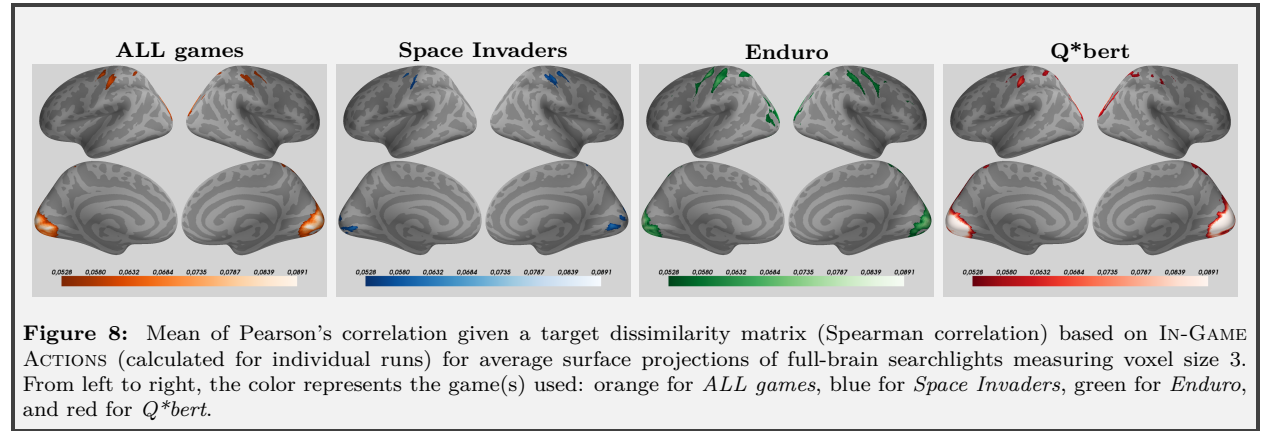 ALL games Space Invaders Enduro Q*bert
0,0528 0,0580 0,0632 0,0684 0,0735 0,0787 0,0839 0,0891
0,0528 0,0580 0,0632 0,0684 0,0735 0,0787 0,0839 0,0891
0,0528 0,0580 0,0632 0,0684 0,0735 0,0787 0,0839 0,0891
0,0528 0,0580 0,0632 0,0684 0,0735 0,0787 0,0839 0,0891
Figure 8: Mean of Pearson's correlation given a target dissimilarity matrix (Spearman correlation) based on IN-GAME
ACTIONS (calculated for individual runs) for average surface projections of full-brain searchlights measuring voxel size 3.
From left to right, the color represents the game(s) used: orange for ALL games, blue for Space Invaders, green for Enduro,
and red for Q*bert.